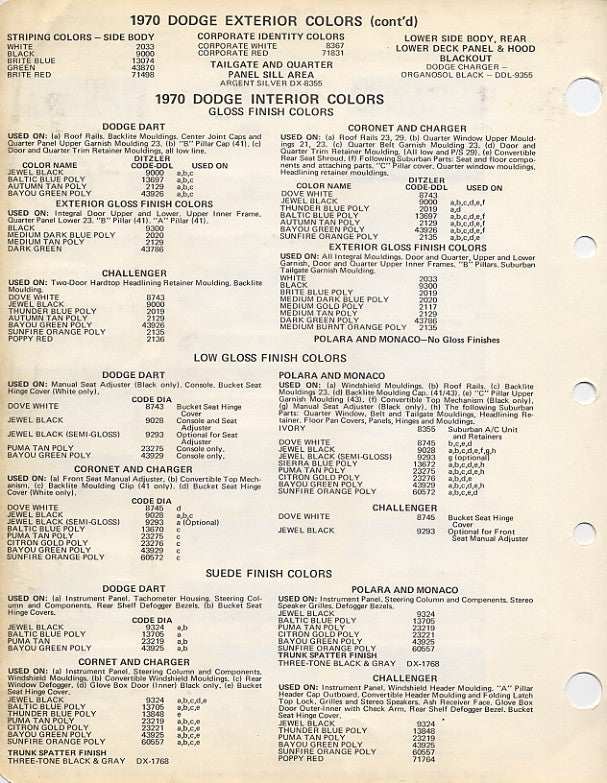 1970 DODGE EXTERIOR COLORS (cont'd)
STRIPING COLORS – SIDE BODY
WHITE 2033
BLACK 9000
BRITE BLUE 13074
GREEN 43870
BRITE RED 71498
CORPORATE IDENTITY COLORS
CORPORATE WHITE 8367
CORPORATE RED 71831
TAILGATE AND QUARTER
PANEL SILL AREA
ARGENT SILVER DX-8355
LOWER SIDE BODY, REAR
LOWER DECK PANEL & HOOD
BLACKOUT
DODGE CHARGER –
ORGANOSOL BLACK – DDL-9355
1970 DODGE INTERIOR COLORS
GLOSS FINISH COLORS
DODGE DART
USED ON: (a) Roof Rails, Backlite Mouldings, Center Joint Caps and
Quarter Panel Upper Garnish Moulding 23. (b) "B" Pillar Cap (41). (c)
Door and Quarter Trim Retainer Mouldings, all low line.
DITZLER
COLOR NAME CODE-DDL USED ON
JEWEL BLACK 9000 a,b,c
BALTIC BLUE POLY 13697 a,b,c
AUTUMN TAN POLY 2129 a,b,c
BAYOU GREEN POLY 43926 a,b,c
EXTERIOR GLOSS FINISH COLORS
USED ON: Integral Door Upper and Lower, Upper Inner Frame,
Quarter Panel Lower 23. "B" Pillar (41). "A" Pillar (41).
BLACK 9300
MEDIUM DARK BLUE POLY 2020
MEDIUM TAN POLY 2129
DARK GREEN 43786
CHALLENGER
USED ON: Two-Door Hardtop Headlining Retainer Moulding, Backlite
Moulding.
DOVE WHITE 8743
JEWEL BLACK 9000
THUNDER BLUE POLY 2019
AUTUMN TAN POLY 2129
BAYOU GREEN POLY 43926
SUNFIRE ORANGE POLY 2135
POPPY RED 2136
CORONET AND CHARGER
USED ON: (a) Roof Rails 23, 29. (b) Quarter Window Upper Mould-
ings 21, 23. (c) Quarter Belt Garnish Moulding 23. (d) Door and
Quarter Trim Retainer Moulding, (All low and P/S 29). (e) Convertible
Rear Seat Shroud. (f) Following Suburban Parts: Seat and floor compo-
nents and attaching parts, "C" Pillar cover, Quarter window mouldings,
Headlining retainer mouldings.
DITZLER
COLOR NAME CODE-DDL USED ON
DOVE WHITE 8743
JEWEL BLACK 9000 a,b,c,d,e,f
THUNDER BLUE POLY 2019 a,d
BALTIC BLUE POLY 13697 a,b,c,d,e,f
AUTUMN TAN POLY 2129 a,b,c,d,e,f
BAYOU GREEN POLY 43926 a,b,c,d,e,f
SUNFIRE ORANGE POLY 2135 a,b,c,d,e
EXTERIOR GLOSS FINISH COLORS
USED ON: All Integral Mouldings, Door and Quarter, Upper and Lower
Garnish, Door and Quarter Upper Inner Frames, "B" Pillars, Suburban
Tailgate Garnish Moulding.
WHITE 2033
BLACK 9300
BRITE BLUE POLY 2019
MEDIUM DARK BLUE POLY 2020
MEDIUM GOLD POLY 2117
MEDIUM TAN POLY 2129
DARK GREEN POLY 43786
MEDIUM BURNT ORANGE POLY 2135
POLARA AND MONACO–No Gloss Finishes
LOW GLOSS FINISH COLORS
DODGE DART
USED ON: Manual Seat Adjuster (Black only), Console, Bucket Seat
Hinge Cover (White only).
CODE DIA
DOVE WHITE 8743 Bucket Seat Hinge
Cover
JEWEL BLACK 9028 Console and Seat
Adjuster
JEWEL BLACK (SEMI-GLOSS) 9293 Optional for Seat
Adjuster
PUMA TAN POLY 23275 Console only.
BAYOU GREEN POLY 43929 Console only.
CORONET AND CHARGER
USED ON: (a) Front Seat Manual Adjuster, (b) Convertible Top Mech-
anism. (c) Backlite Moulding Clip (41 only). (d) Bucket Seat Hinge
Cover (White only).
CODE DIA
DOVE WHITE 8745 d
JEWEL BLACK 9028 a,b,c
JEWEL BLACK (SEMI-GLOSS) 9293 a (Optional)
BALTIC BLUE POLY 13670 c
PUMA TAN POLY 23275 c
CITRON GOLD POLY 23276 c
BAYOU GREEN POLY 43929 c
SUNFIRE ORANGE POLY 60572 c
POLARA AND MONACO
USED ON: (a) Windshield Mouldings, (b) Roof Rails, (c) Backlite
Mouldings 23. (d) Backlite Moulding Cap, (41/43), (e) "C" Pillar Upper
Garnish Moulding (43), (f) Convertible Top Mechanism (Black only),
(g) Manual Seat Adjuster (Black only). (h) The following Suburban
Parts: Quarter Window, Belt and Tailgate Mouldings, Headlining Re-
tainer, Floor Pan Covers, Panels, Hinges and Mouldings.
IVORY 8355 Suburban A/C Unit
and Retainers
DOVE WHITE 8745 b,c,e,d
JEWEL BLACK 9028 a,b,c,d,e,f,g,h
JEWEL BLACK (SEMI-GLOSS) 9293 g (optional)
SIERRA BLUE POLY 13672 a,b,c,d,e,h
PUMA TAN POLY 23275 a,b,c,d,e,h
CITRON GOLD POLY 23276 a,b,d,e
BAYOU GREEN POLY 43929 a,b,c,d,e,h
SUNFIRE ORANGE POLY 60572 a,b,c,e,d
CHALLENGER
DOVE WHITE 8745 Bucket Seat Hinge
Cover
JEWEL BLACK 9293 Optional for Front
Seat Manual Adjuster
SUEDE FINISH COLORS
DODGE DART
USED ON: (a) Instrument Panel, Tachometer Housing, Steering Col-
umn and Components, Rear Shelf Defogger Bezels, (b) Bucket Seat
Hinge Covers.
CODE DIA
JEWEL BLACK 9324 a,b
BALTIC BLUE POLY 13705 a
PUMA TAN 23219 a,b
BAYOU GREEN POLY 43925 a,b
CORNET AND CHARGER
USED ON: (a) Instrument Panel, Steering Column and Components,
Windshield Mouldings. (b) Convertible Windshield Mouldings. (c) Rear
Window Defogger, (d) Glove Box Door (Inner) Black only, (e) Bucket
Seat Hinge Cover.
JEWEL BLACK 9324 a,b,c,d,e
BALTIC BLUE POLY 13705 a,b,c,e
THUNDER BLUE POLY 13848 e
PUMA TAN POLY 23219 a,b,c,e
CITRON GOLD POLY 23221 a,b,c,e
BAYOU GREEN POLY 43925 a,b,c,e
SUNFIRE ORANGE POLY 60557 a,b,c,e
TRUNK SPATTER FINISH
THREE-TONE BLACK & GRAY DX-1768
POLARA AND MONACO
USED ON: Instrument Panel, Steering Column and Components, Stereo
Speaker Grilles, Defogger Bezels.
JEWEL BLACK 9324
BALTIC BLUE POLY 13705
PUMA TAN POLY 23219
CITRON GOLD POLY 23221
BAYOU GREEN POLY 43925
SUNFIRE ORANGE POLY 60557
TRUNK SPATTER FINISH
THREE-TONE BLACK & GRAY DX-1768
CHALLENGER
USED ON: Instrument Panel, Windshield Header Moulding, "A" Pillar
Header Cap Outboard, Convertible Header Moulding and Folding Latch
Top Lock, Grilles and Stereo Speakers, Ash Receiver Face, Glove Box
Door Outer-Inner with Check Arm, Rear Shelf Defogger Bezel, Bucket
Seat Hinge Cover.
JEWEL BLACK 9324
THUNDER BLUE POLY 13848
PUMA TAN POLY 23219
BAYOU GREEN POLY 43925
SUNFIRE ORANGE POLY 60557
POPPY RED 71764